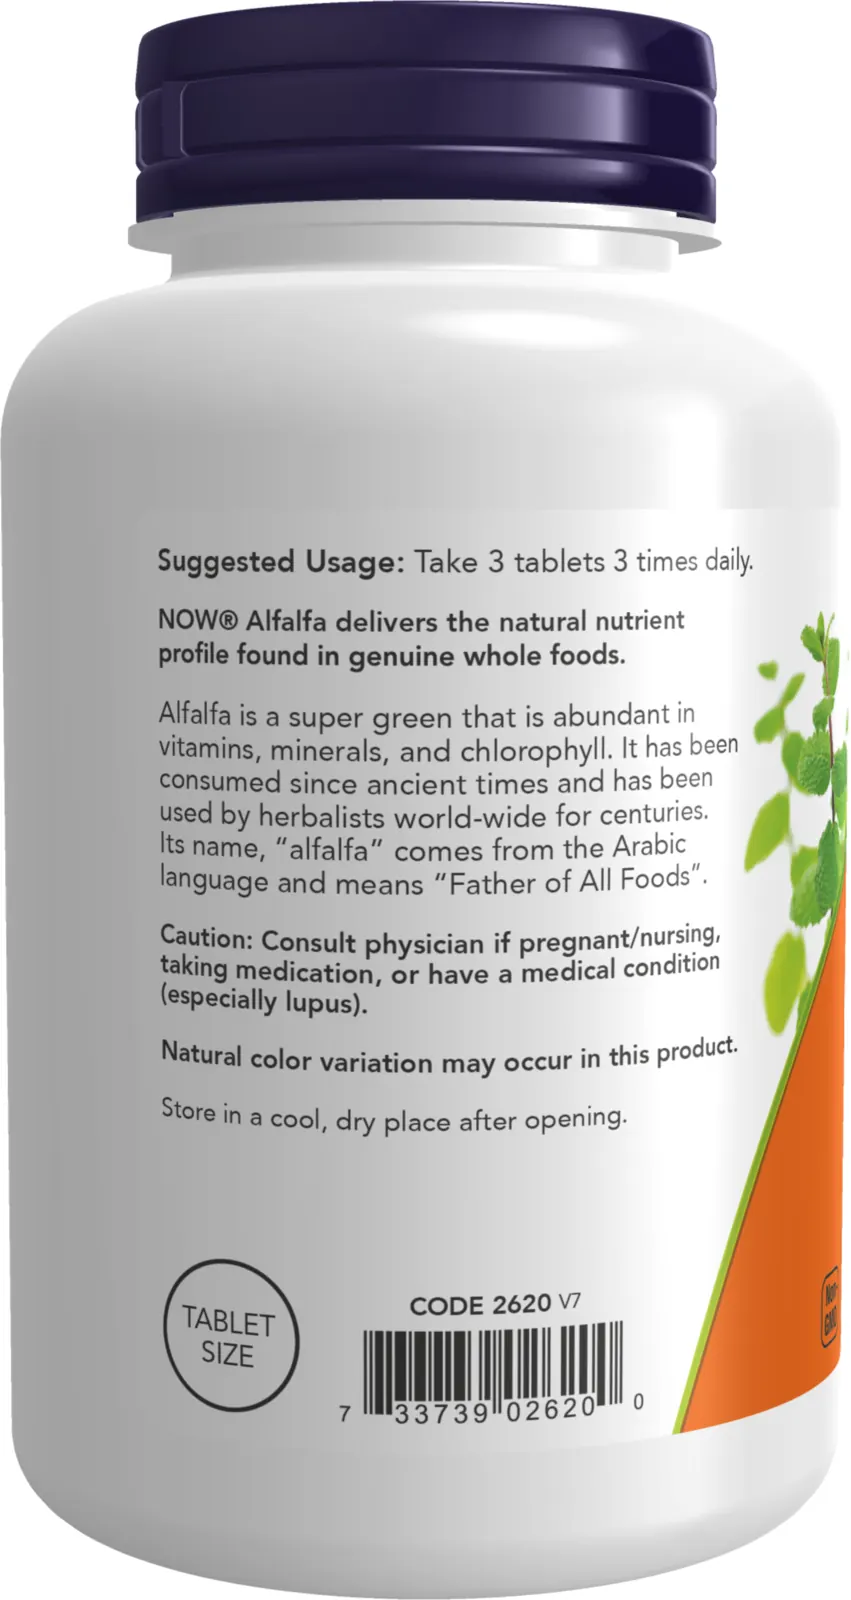 Suggested Usage: Take 3 tablets 3 times daily.
NOW® Alfalfa delivers the natural nutrient
profile found in genuine whole foods.
Alfalfa is a super green that is abundant in
vitamins, minerals, and chlorophyll. It has been
consumed since ancient times and has been
used by herbalists world-wide for centuries.
Its name, “alfalfa” comes from the Arabic
language and means “Father of All Foods”.
Caution: Consult physician if pregnant/nursing,
taking medication, or have a medical condition
(especially lupus).
Natural color variation may occur in this product.
Store in a cool, dry place after opening.
TABLET
SIZE
CODE 2620 V7
7 33739 02620 0
Non-
GMO